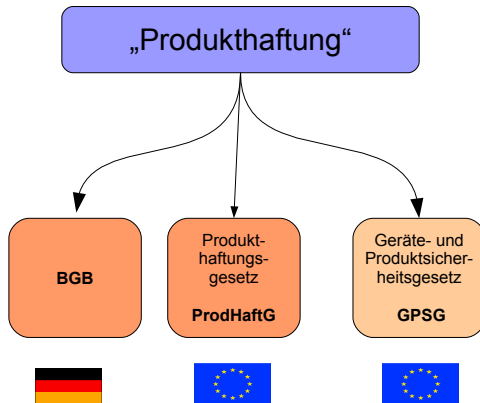 „Produkthaftung“
BGB
Produkt-
haftungs-
gesetz
ProdHaftG
Geräte- und
Produktsicher-
heitsgesetz
GPSG